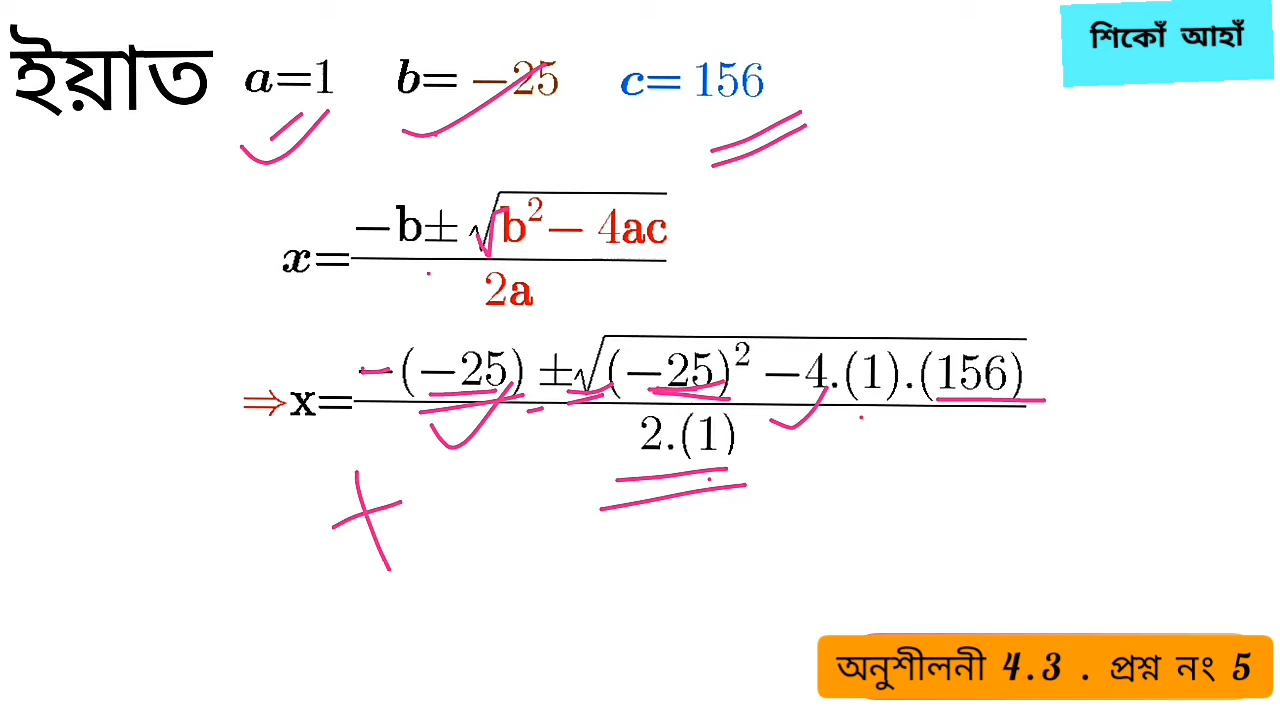 শিকোঁ আহাঁ
ইয়াত a=1 b= −25 c= 156
x= −b± √b² − 4ac / 2a
⇒ x= −(−25) ±√(−25)² −4.(1).(156) / 2.(1)
অনুশীলনী 4.3 . প্ৰশ্ন নং 5